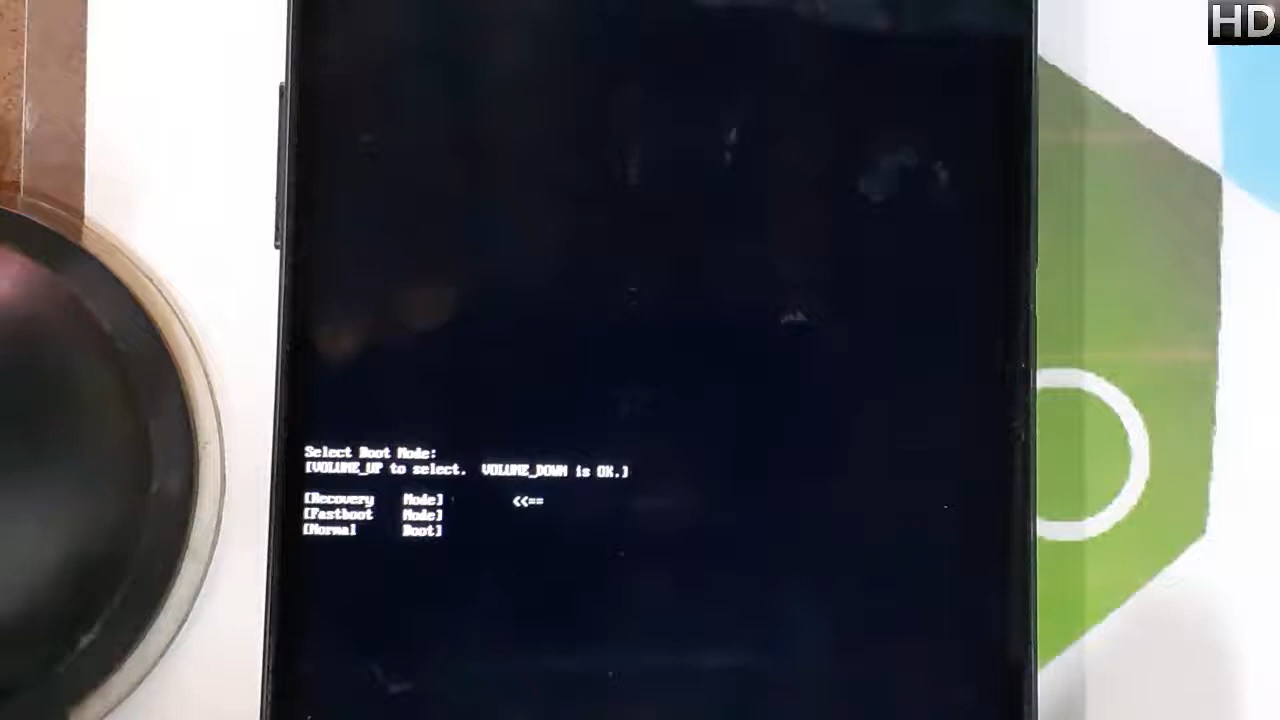 HD
Select Boot Mode:
[VOLUME_UP to select.  VOLUME_DOWN is OK.]
[Recovery    Mode]         <<==
[Fastboot    Mode]
[Normal      Boot]